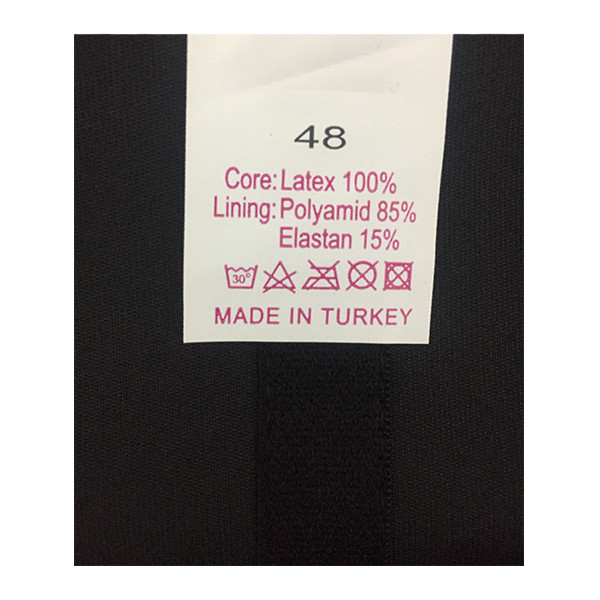 48
Core: Latex 100%
Lining: Polyamid 85%
Elastan 15%
30°
MADE IN TURKEY